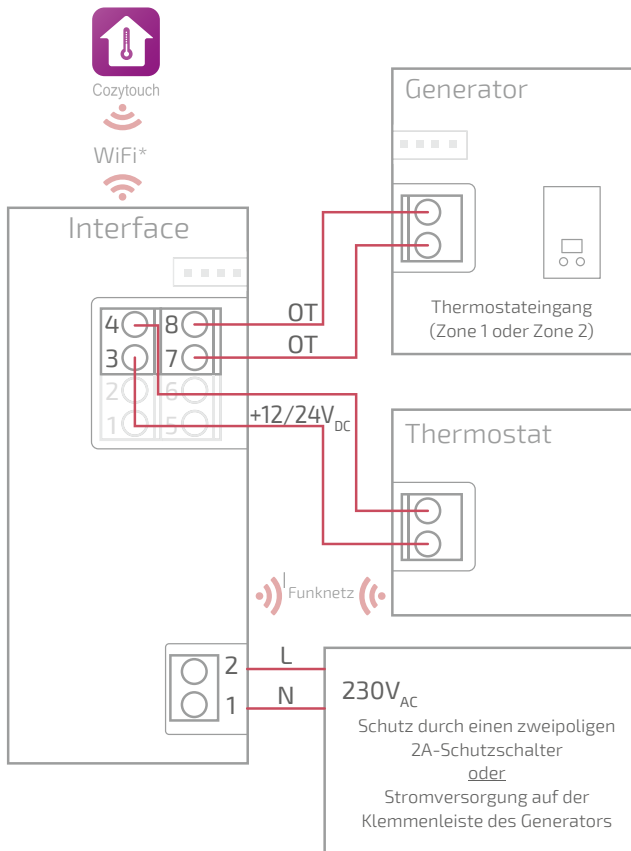 Cozytouch
WiFi*
Interface
4
8
3
7
2
6
1
5
OT
OT
+12/24VDC
Generator
Thermostateingang
(Zone 1 oder Zone 2)
Thermostat
Funknetz
2
L
1
N
230VAC
Schutz durch einen zweipoligen
2A-Schutzschalter
oder
Stromversorgung auf der
Klemmenleiste des Generators